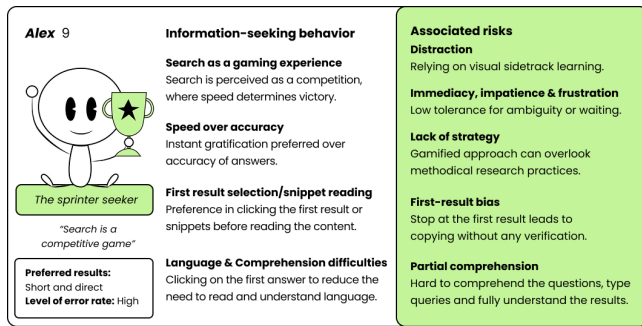 Alex 9
The sprinter seeker
“Search is a
competitive game”
Preferred results:
Short and direct
Level of error rate: High
Information-seeking behavior
Search as a gaming experience
Search is perceived as a competition,
where speed determines victory.
Speed over accuracy
Instant gratification preferred over
accuracy of answers.
First result selection/snippet reading
Preference in clicking the first result or
snippets before reading the content.
Language & Comprehension difficulties
Clicking on the first answer to reduce the
need to read and understand language.
Associated risks
Distraction
Relying on visual sidetrack learning.
Immediacy, impatience & frustration
Low tolerance for ambiguity or waiting.
Lack of strategy
Gamified approach can overlook
methodical research practices.
First-result bias
Stop at the first result leads to
copying without any verification.
Partial comprehension
Hard to comprehend the questions, type
queries and fully understand the results.